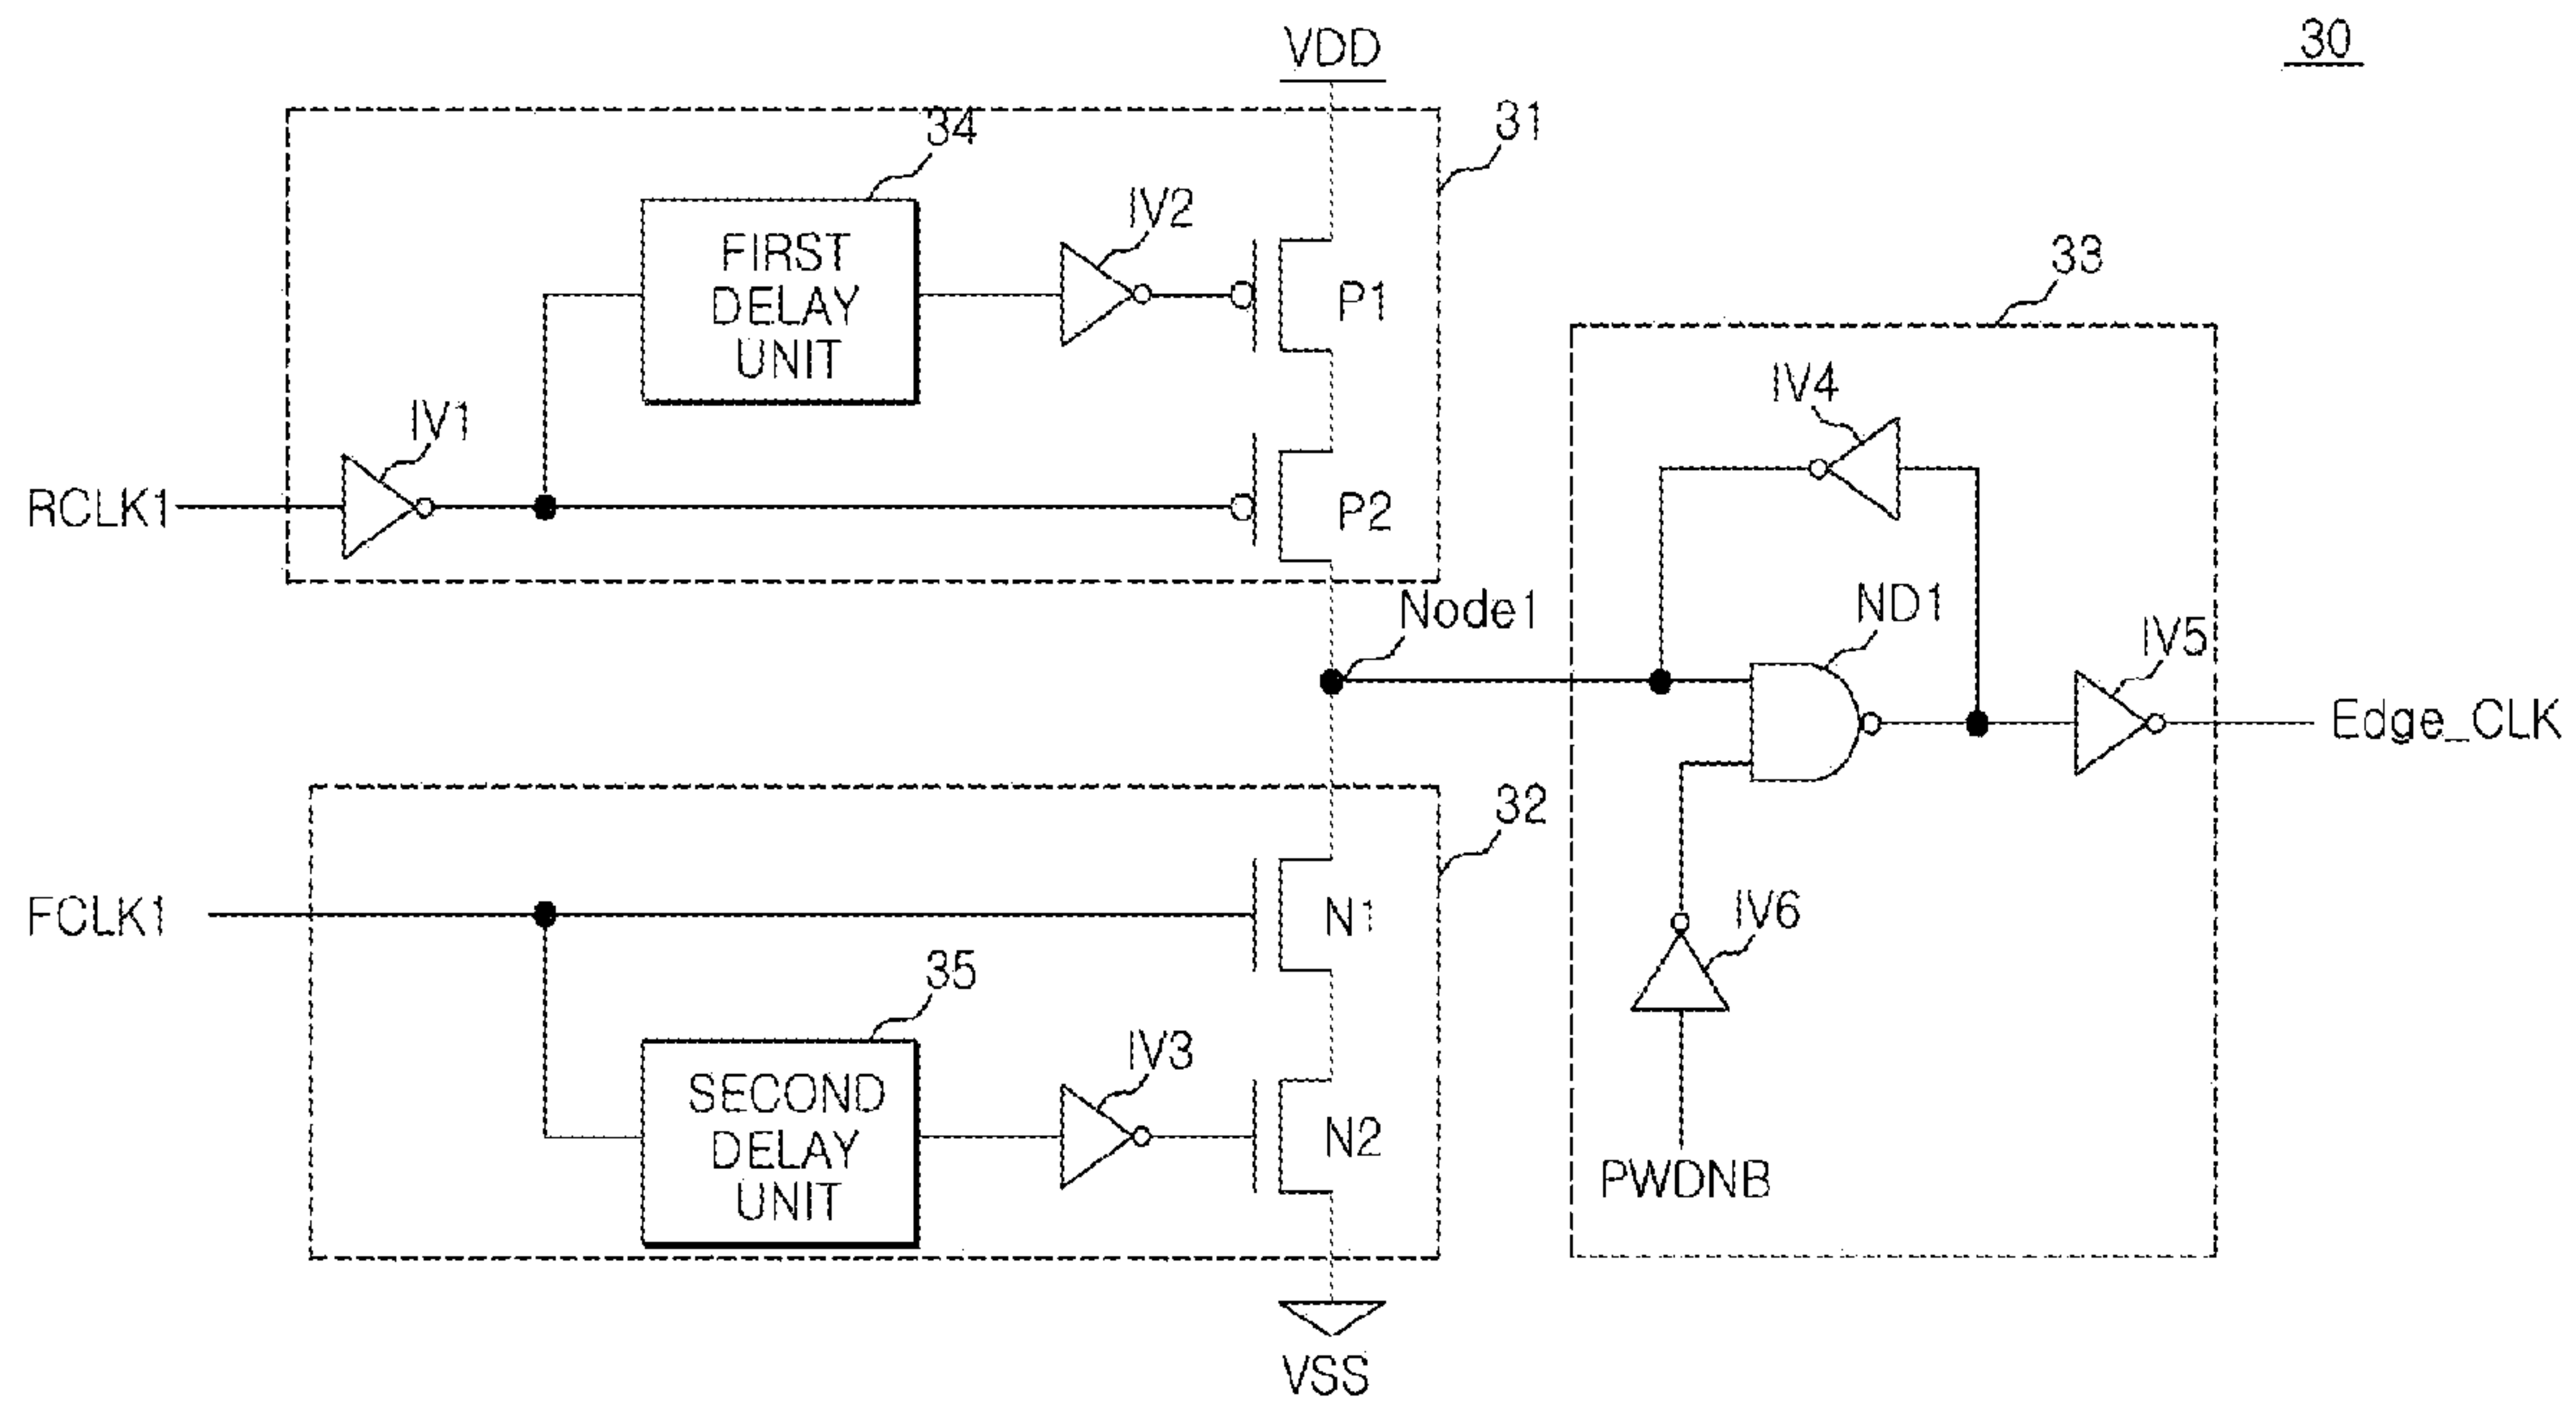 30
VDD
31
34
IV2
FIRST
DELAY
UNIT
P1
33
IV1
IV4
RCLK1
P2
Node1
ND1
IV5
Edge_CLK
32
FCLK1
N1
IV6
35
IV3
SECOND
DELAY
UNIT
N2
PWDNB
VSS